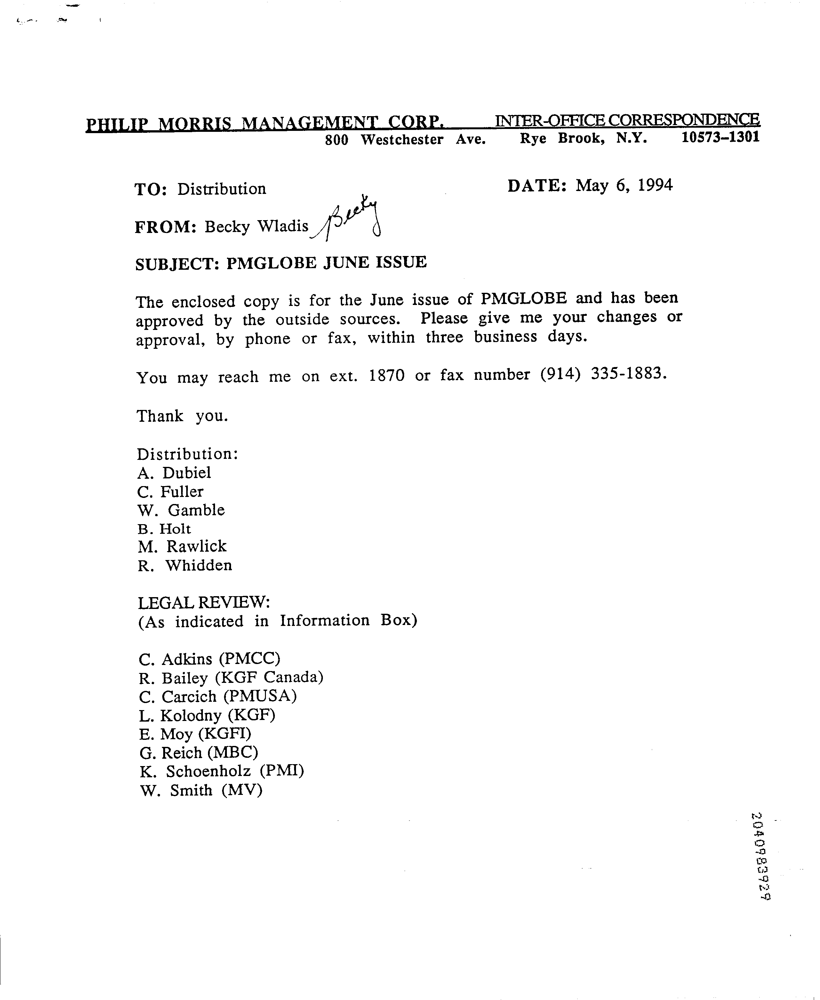 PHILIP MORRIS MANAGEMENT CORP. INTER-OFFICE CORRESPONDENCE
800 Westchester Ave. Rye Brook, N.Y. 10573-1301
TO: Distribution DATE: May 6, 1994
FROM: Becky Wladis Becky
SUBJECT: PMGLOBE JUNE ISSUE
The enclosed copy is for the June issue of PMGLOBE and has been
approved by the outside sources. Please give me your changes or
approval, by phone or fax, within three business days.
You may reach me on ext. 1870 or fax number (914) 335-1883.
Thank you.
Distribution:
A. Dubiel
C. Fuller
W. Gamble
B. Holt
M. Rawlick
R. Whidden
LEGAL REVIEW:
(As indicated in Information Box)
C. Adkins (PMCC)
R. Bailey (KGF Canada)
C. Carcich (PMUSA)
L. Kolodny (KGF)
E. Moy (KGFI)
G. Reich (MBC)
K. Schoenholz (PMI)
W. Smith (MV)
2040983929